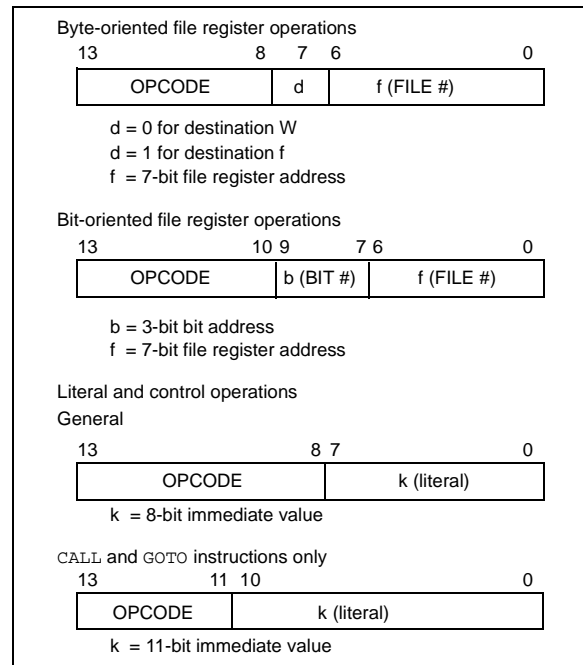 Byte-oriented file register operations
13 8 7 6 0
OPCODE d f (FILE #)
d = 0 for destination W
d = 1 for destination f
f = 7-bit file register address
Bit-oriented file register operations
13 10 9 7 6 0
OPCODE b (BIT #) f (FILE #)
b = 3-bit bit address
f = 7-bit file register address
Literal and control operations
General
13 8 7 0
OPCODE k (literal)
k = 8-bit immediate value
CALL and GOTO instructions only
13 11 10 0
OPCODE k (literal)
k = 11-bit immediate value